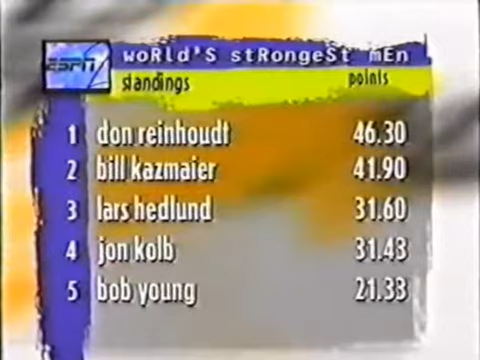 ESPN
woRld'S stRongeSt mEn
standings points
1 don reinhoudt 46.30
2 bill kazmaier 41.90
3 lars hedlund 31.60
4 jon kolb 31.43
5 bob young 21.33